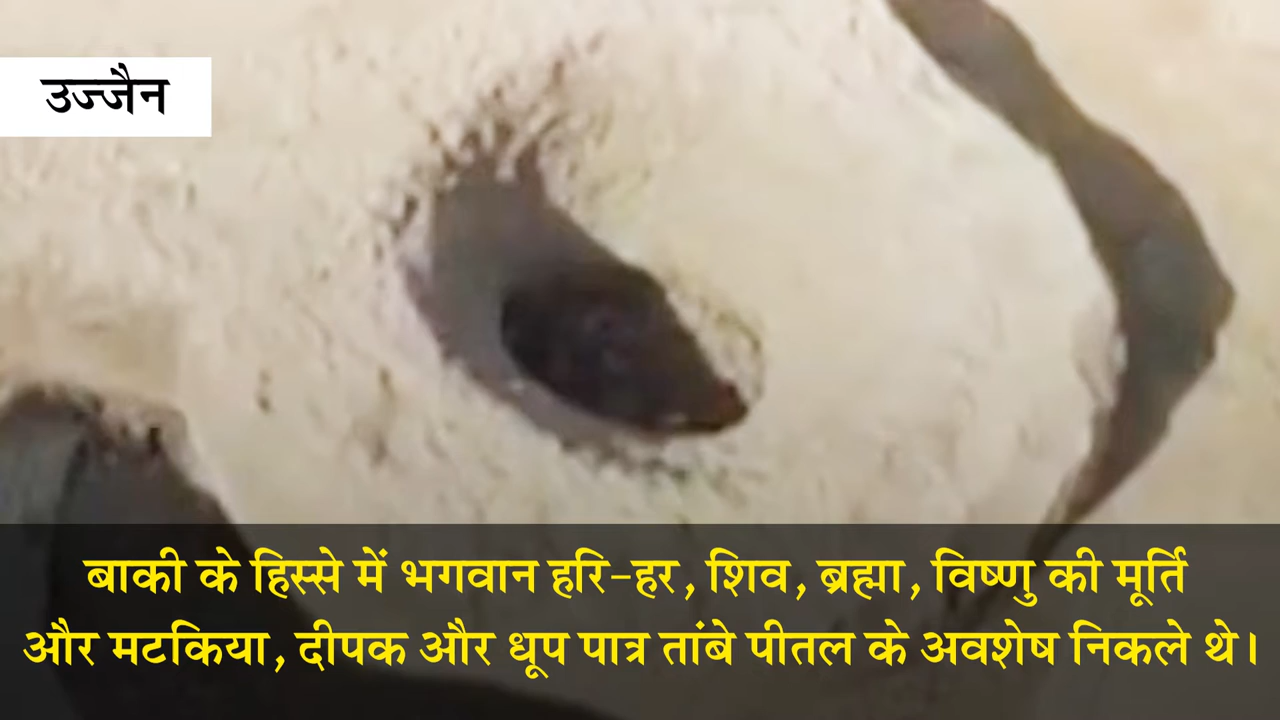 उज्जैन
बाकी के हिस्से में भगवान हरि-हर, शिव, ब्रह्मा, विष्णु की मूर्ति
और मटकिया, दीपक और धूप पात्र तांबे पीतल के अवशेष निकले थे।